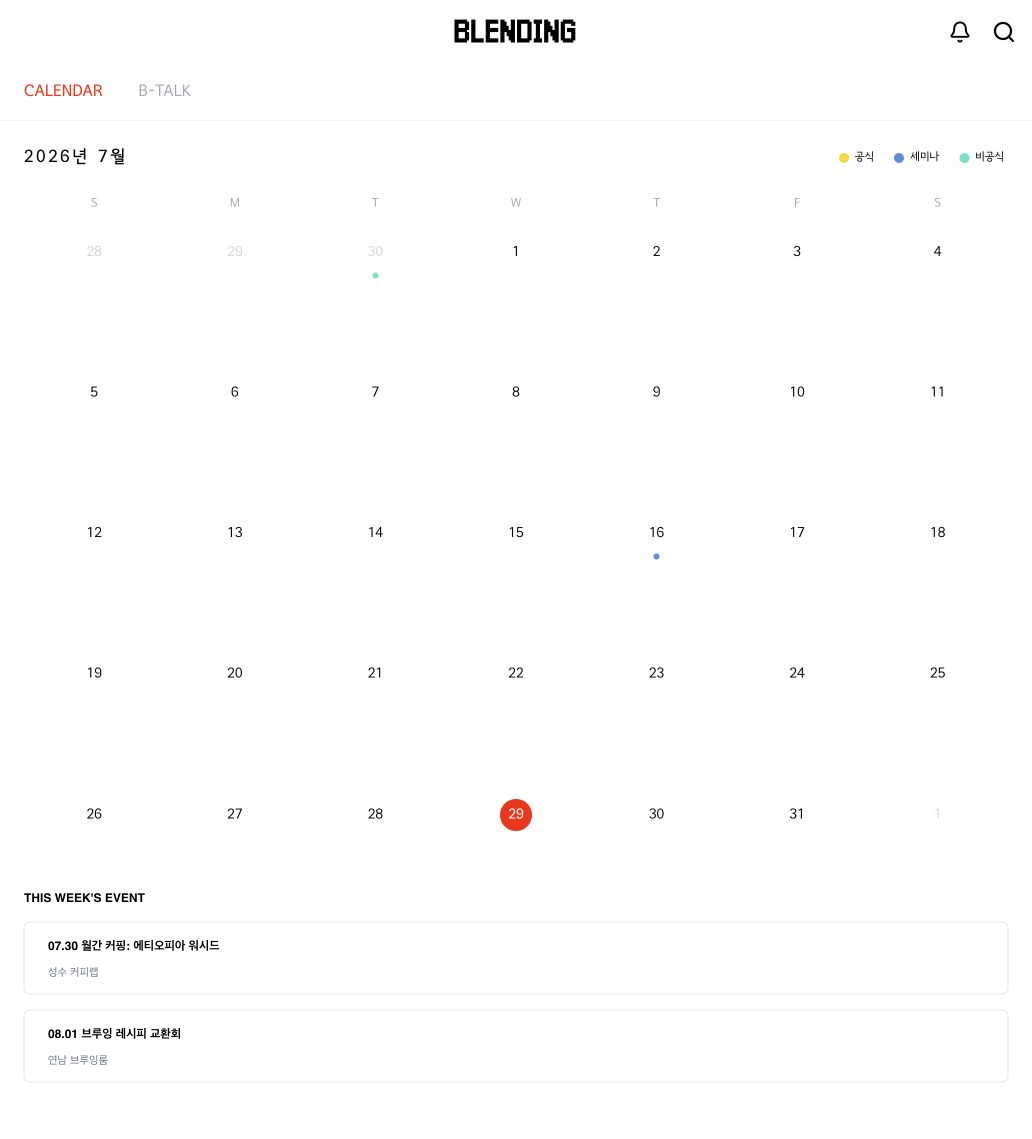 BLENDING
CALENDAR B-TALK
2026년 7월 공식 세미나 비공식
S M T W T F S
28 29 30 1 2 3 4
5 6 7 8 9 10 11
12 13 14 15 16 17 18
19 20 21 22 23 24 25
26 27 28 29 30 31 1
THIS WEEK'S EVENT
07.30 월간 커핑: 에티오피아 워시드
성수 커피랩
08.01 브루잉 레시피 교환회
연남 브루잉룸